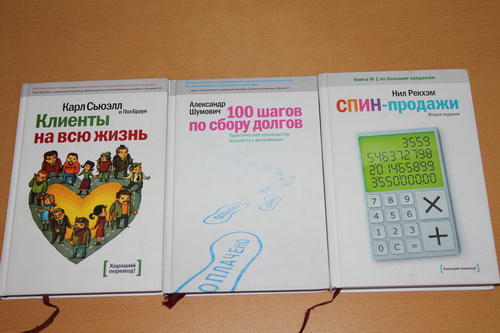 Карл Сьюэлл
и Пол Браун
Клиенты
на всю жизнь
[ Хороший
перевод! ]
Александр
Шумович
100 шагов
по сбору долгов
Практическое руководство
по работе с должниками
ОПЛАЧЕНО
Книга № 1 по большим продажам
Нил Рекхэм
СПИН-продажи
Второе издание
3559
546372798
201465899
355000000
7 8 9
4 5 6 ×
1 2 3
0 C = +
[ Хороший перевод! ]